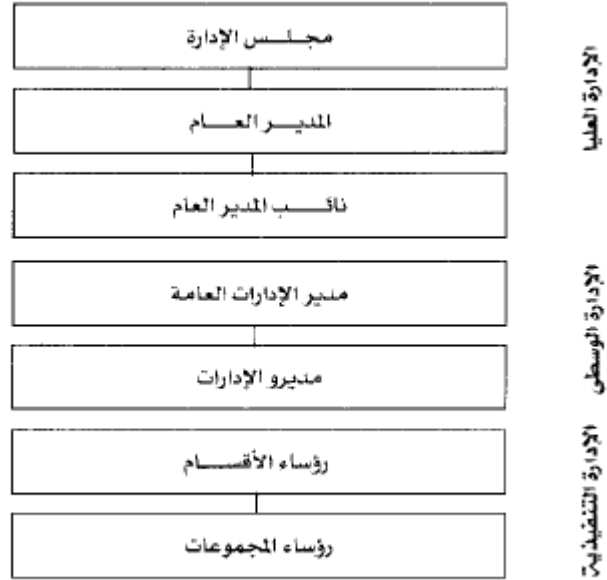 مجلس الإدارة
المدير العام
نائب المدير العام
الإدارة العليا
مدير الإدارات العامة
مديرو الإدارات
الإدارة الوسطى
رؤساء الأقسام
رؤساء المجموعات
الإدارة التنفيذية